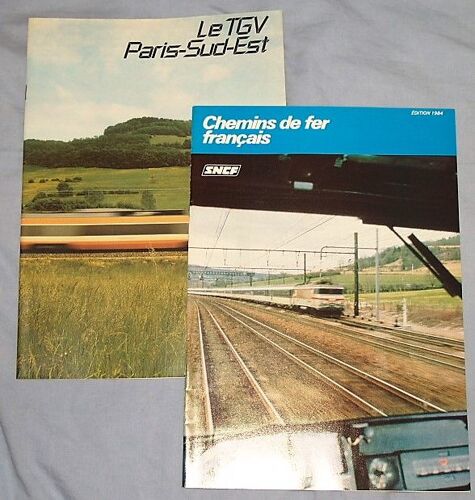 Le TGV
Paris-Sud-Est
ÉDITION 1984
Chemins de fer
français
SNCF